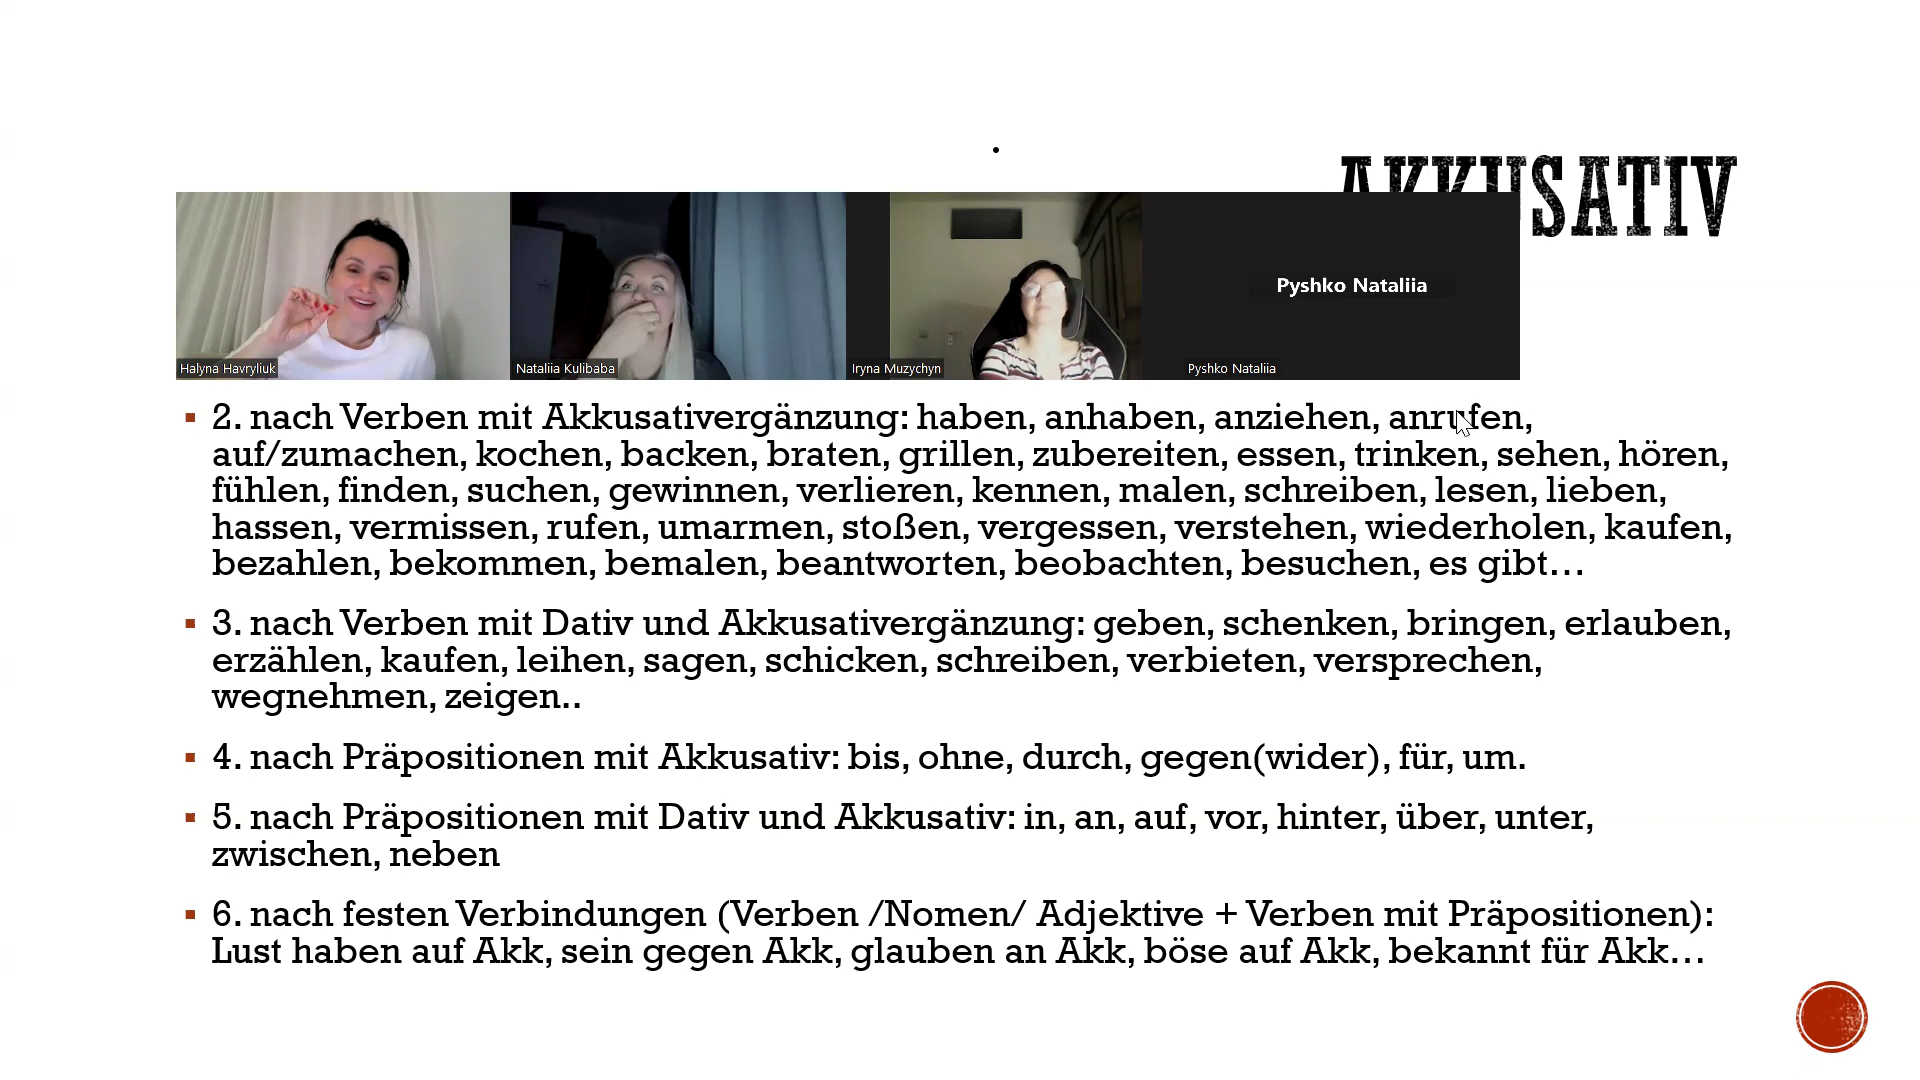 AKKUSATIV
Pyshko Nataliia
Halyna Havryliuk
Nataliia Kulibaba
Iryna Muzychyn
Pyshko Nataliia
2. nach Verben mit Akkusativergänzung: haben, anhaben, anziehen, anrufen,
auf/zumachen, kochen, backen, braten, grillen, zubereiten, essen, trinken, sehen, hören,
fühlen, finden, suchen, gewinnen, verlieren, kennen, malen, schreiben, lesen, lieben,
hassen, vermissen, rufen, umarmen, stoßen, vergessen, verstehen, wiederholen, kaufen,
bezahlen, bekommen, bemalen, beantworten, beobachten, besuchen, es gibt…
3. nach Verben mit Dativ und Akkusativergänzung: geben, schenken, bringen, erlauben,
erzählen, kaufen, leihen, sagen, schicken, schreiben, verbieten, versprechen,
wegnehmen, zeigen..
4. nach Präpositionen mit Akkusativ: bis, ohne, durch, gegen(wider), für, um.
5. nach Präpositionen mit Dativ und Akkusativ: in, an, auf, vor, hinter, über, unter,
zwischen, neben
6. nach festen Verbindungen (Verben /Nomen/ Adjektive + Verben mit Präpositionen):
Lust haben auf Akk, sein gegen Akk, glauben an Akk, böse auf Akk, bekannt für Akk…